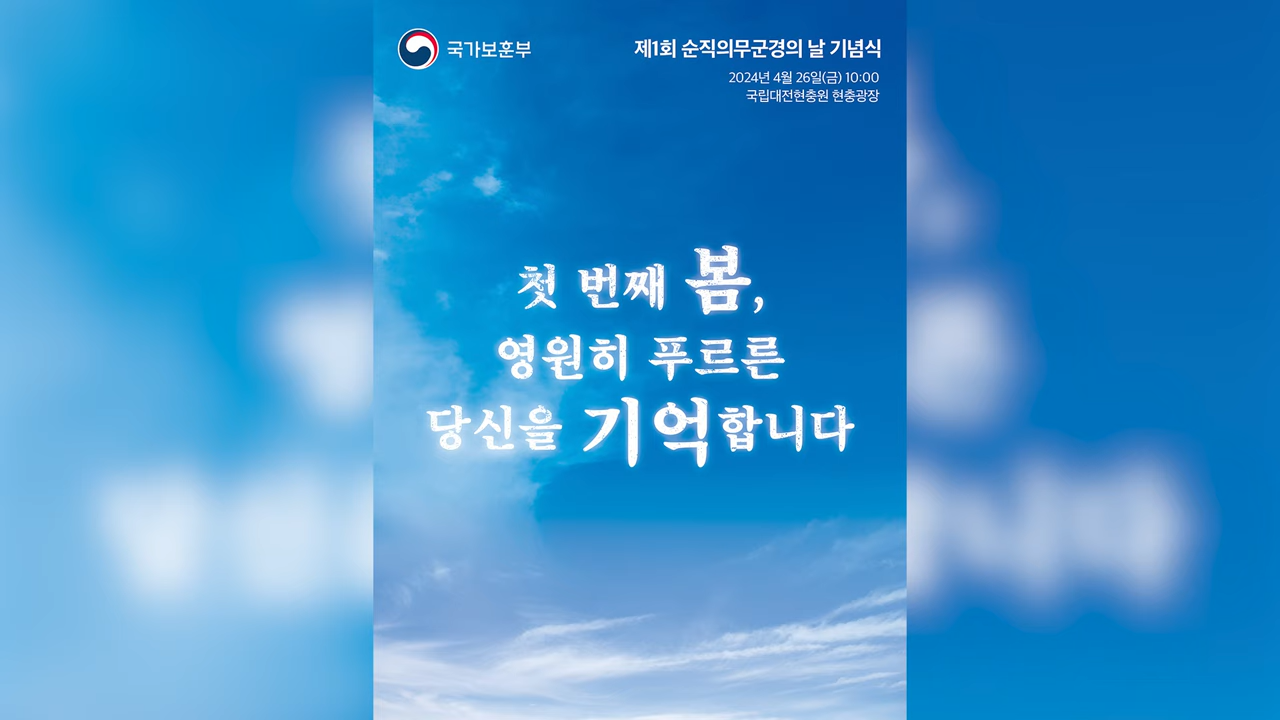 국가보훈부
제1회 순직의무군경의 날 기념식
2024년 4월 26일(금) 10:00
국립대전현충원 현충광장
첫 번째 봄,
영원히 푸르른
당신을 기억합니다